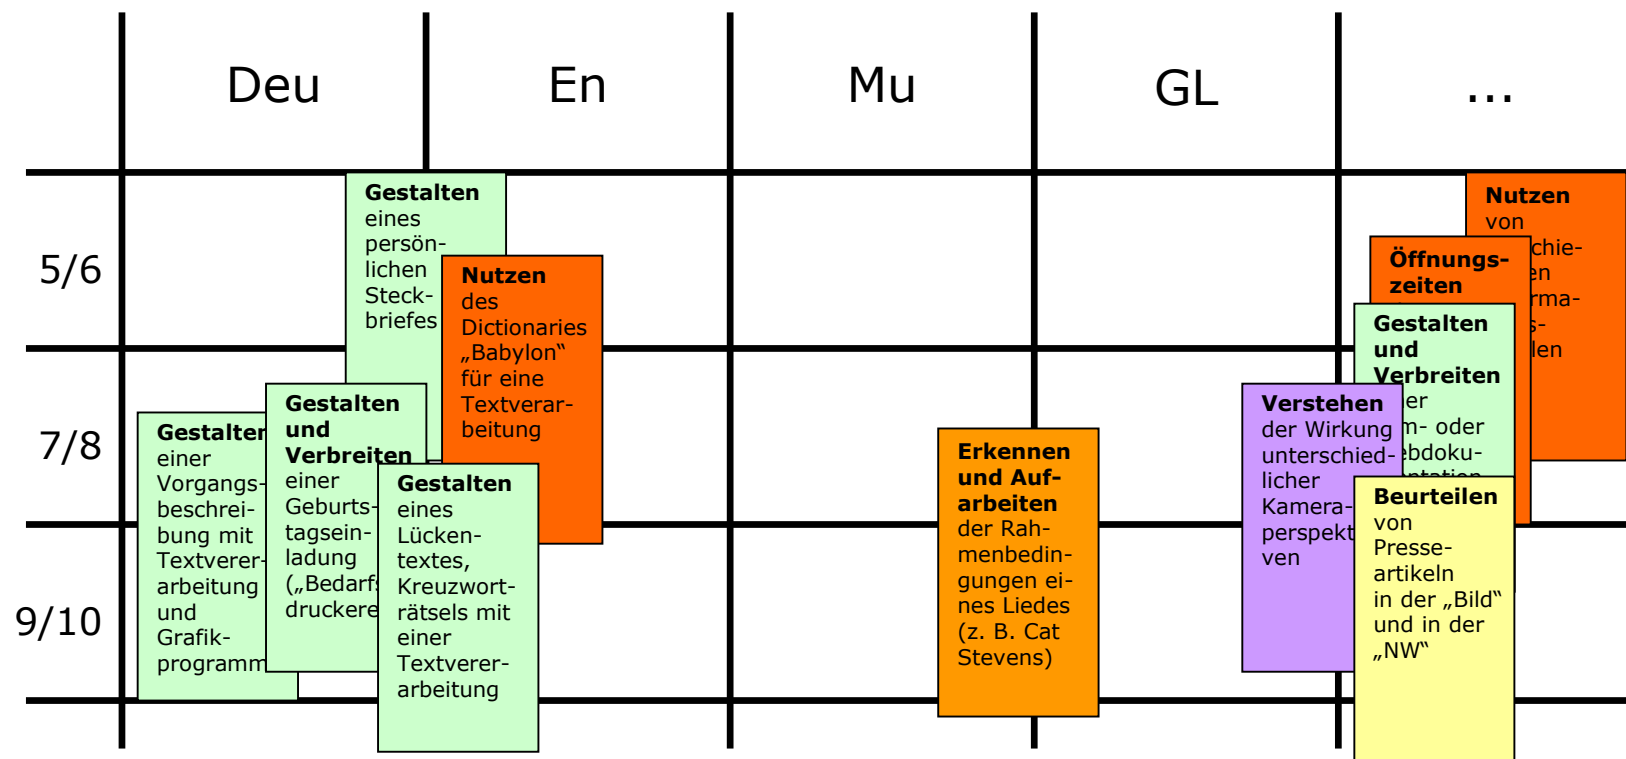 Deu
En
Mu
GL
...
5/6
7/8
9/10
Gestalten
eines
persön-
lichen
Steck-
briefes
Nutzen
des
Dictionaries
„Babylon“
für eine
Textverar-
beitung
Gestalten
einer
Vorgangs-
beschrei-
bung mit
Textverer-
arbeitung
und
Grafik-
programm
Gestalten
und
Verbreiten
einer
Geburts-
tagsein-
ladung
Gestalten
eines
Lücken-
textes,
Kreuzwort-
rätsels mit
einer
Textverer-
arbeitung
Erkennen
und Auf-
arbeiten
der Rah-
menbedin-
gungen ei-
nes Liedes
(z. B. Cat
Stevens)
Verstehen
der Wirkung
unterschied-
licher
Kamera-
perspekt
ven
Nutzen
von
Öffnungs-
zeiten
Gestalten
und
Verbreiten
oder
Beurteilen
von
Presse-
artikeln
in der „Bild“
und in der
„NW“